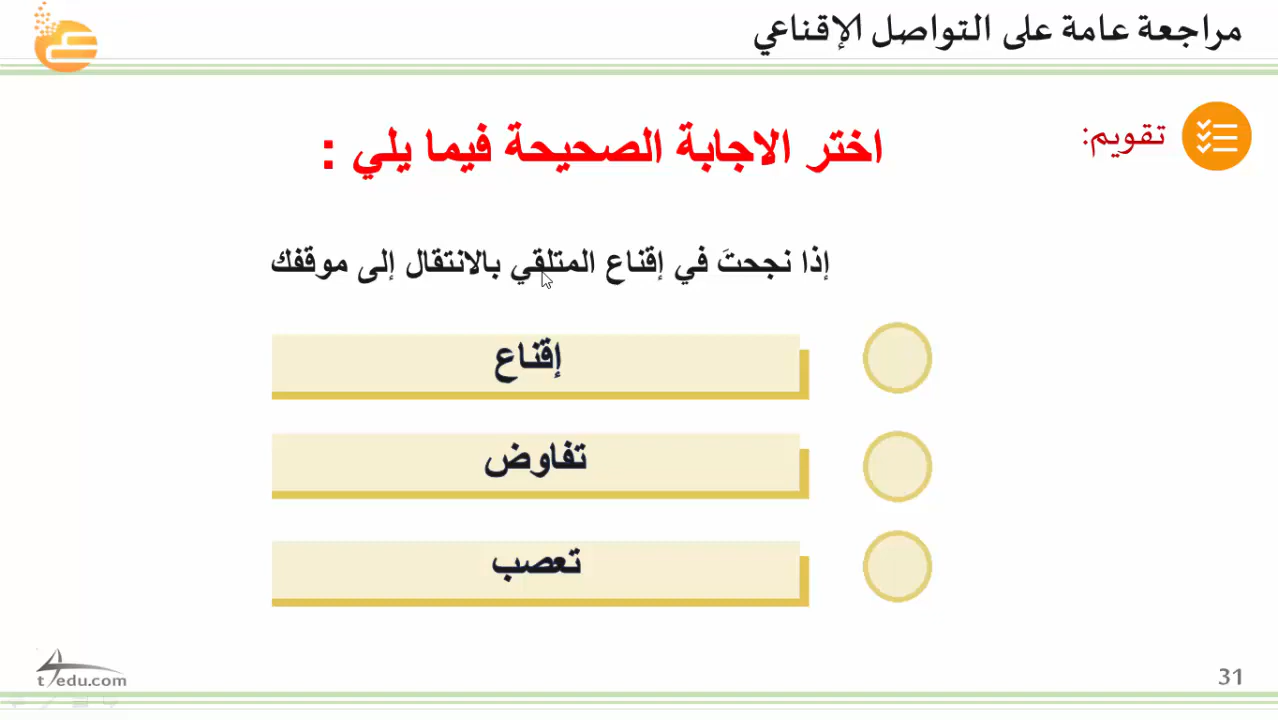 مراجعة عامة على التواصل الإقناعي
تقويم:
اختر الاجابة الصحيحة فيما يلي :
إذا نجحتَ في إقناع المتلقي بالانتقال إلى موقفك
إقناع
تفاوض
تعصب
t4edu.com
31